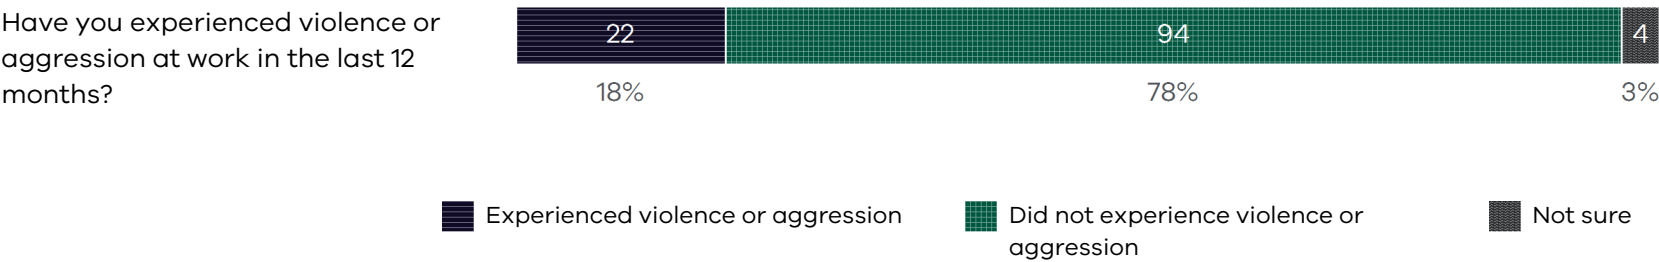 Have you experienced violence or
aggression at work in the last 12
months?
22 94 4
18% 78% 3%
Experienced violence or aggression
Did not experience violence or
aggression
Not sure